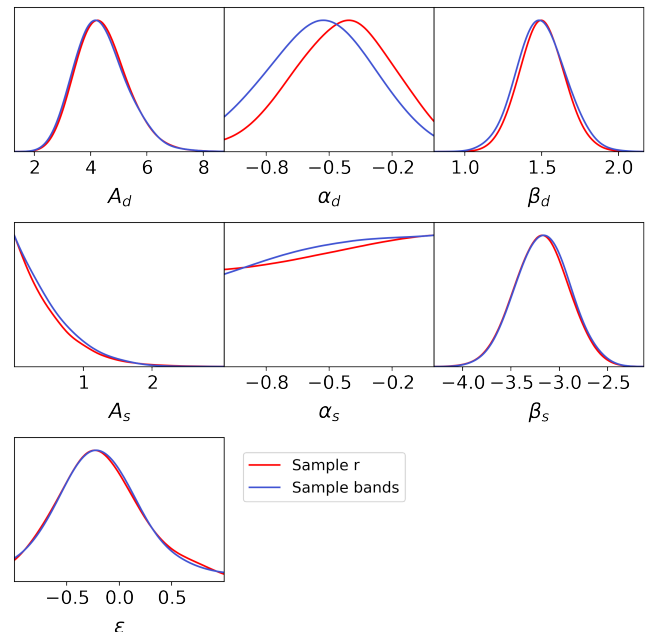 2 4 6 8
A_d
−0.8 −0.5 −0.2
α_d
1.0 1.5 2.0
β_d
1 2
A_s
−0.8 −0.5 −0.2
α_s
−4.0 −3.5 −3.0 −2.5
β_s
Sample r
Sample bands
−0.5 0.0 0.5
ε